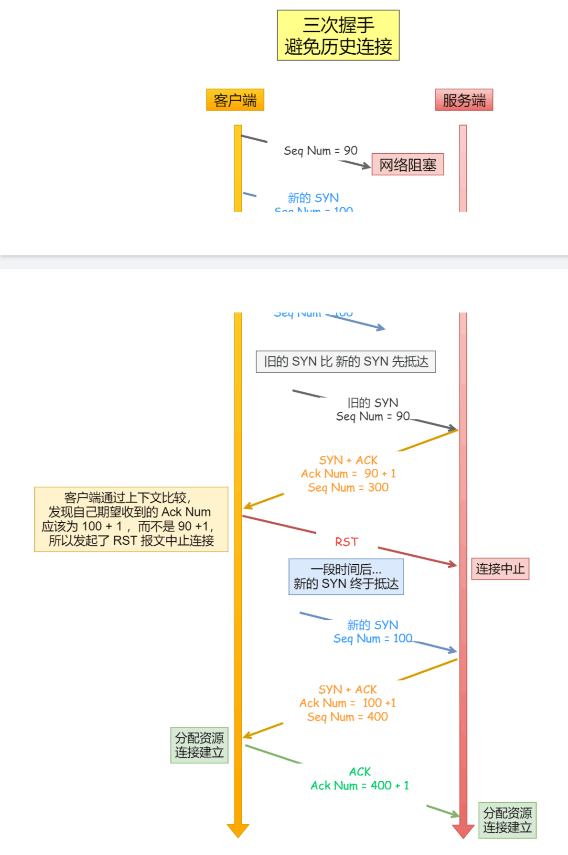 三次握手
避免历史连接
客户端
服务端
Seq Num = 90
网络阻塞
新的 SYN
Seq Num = 100
Seq Num = 100
旧的 SYN 比 新的 SYN 先抵达
旧的 SYN
Seq Num = 90
SYN + ACK
Ack Num = 90 + 1
Seq Num = 300
客户端通过上下文比较,
发现自己期望收到的 Ack Num
应该为 100 + 1 ，而不是 90 +1,
所以发起了 RST 报文中止连接
RST
连接中止
一段时间后...
新的 SYN 终于抵达
新的 SYN
Seq Num = 100
SYN + ACK
Ack Num = 100 +1
Seq Num = 400
分配资源
连接建立
ACK
Ack Num = 400 + 1
分配资源
连接建立